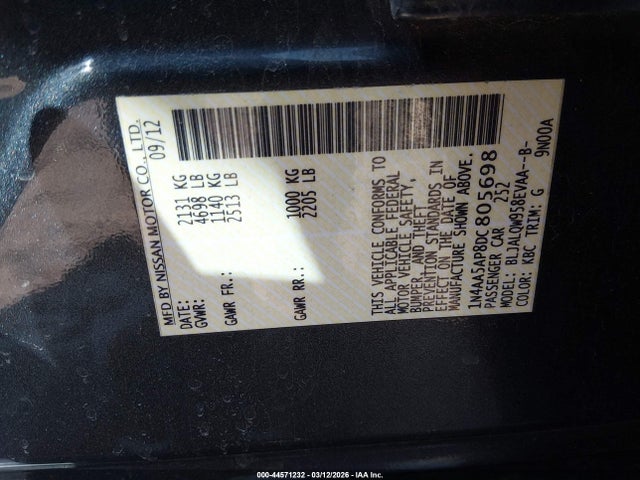 MFD BY NISSAN MOTOR CO., LTD.
DATE: 09/12
GVWR: 2131 KG
4698 LB
GAWR FR.: 1140 KG
2513 LB
GAWR RR.: 1000 KG
2205 LB
THIS VEHICLE CONFORMS TO
ALL APPLICABLE FEDERAL
MOTOR VEHICLE SAFETY,
BUMPER, AND THEFT
PREVENTION STANDARDS IN
EFFECT ON THE DATE OF
MANUFACTURE SHOWN ABOVE.
1N4AA5AP8DC805698
PASSENGER CAR 252
MODEL: BLJALQW958EVAA--B-
COLOR: KBC TRIM: G 9N00A
000-44571232 - 03/12/2026 - IAA Inc.